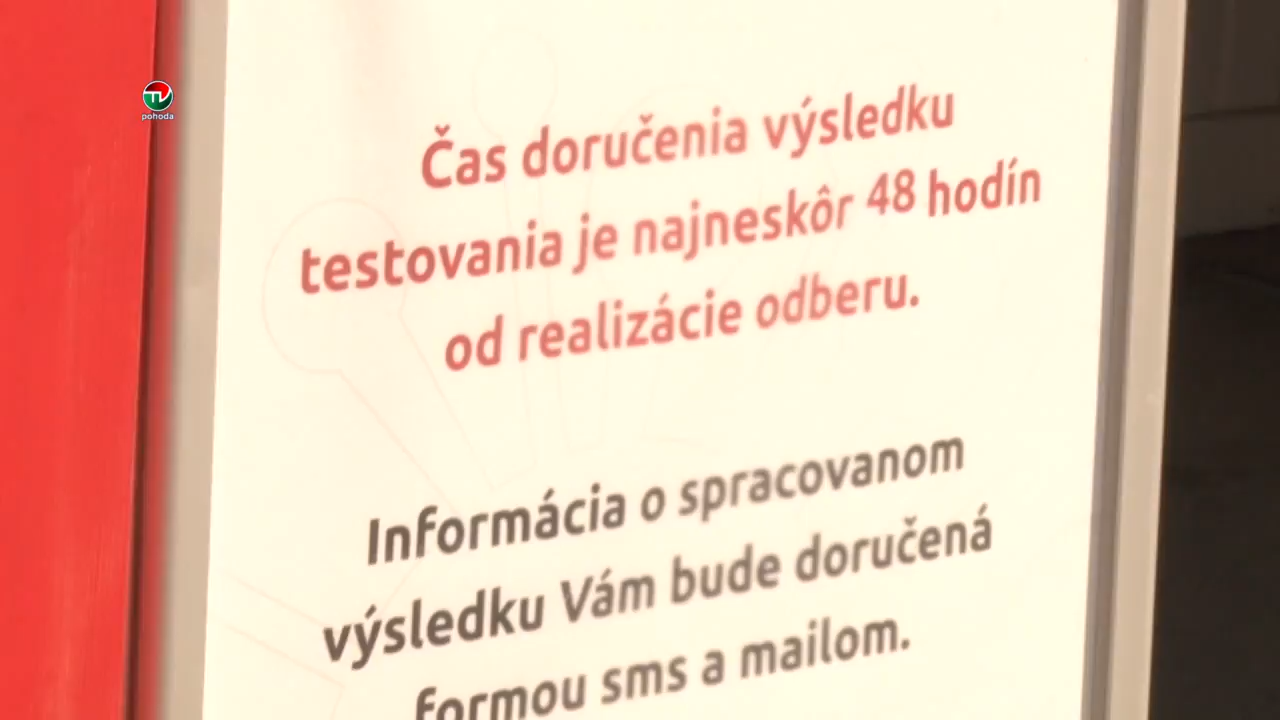 TV
pohoda
Čas doručenia výsledku
testovania je najneskôr 48 hodín
od realizácie odberu.
Informácia o spracovanom
výsledku Vám bude doručená
formou sms a mailom.